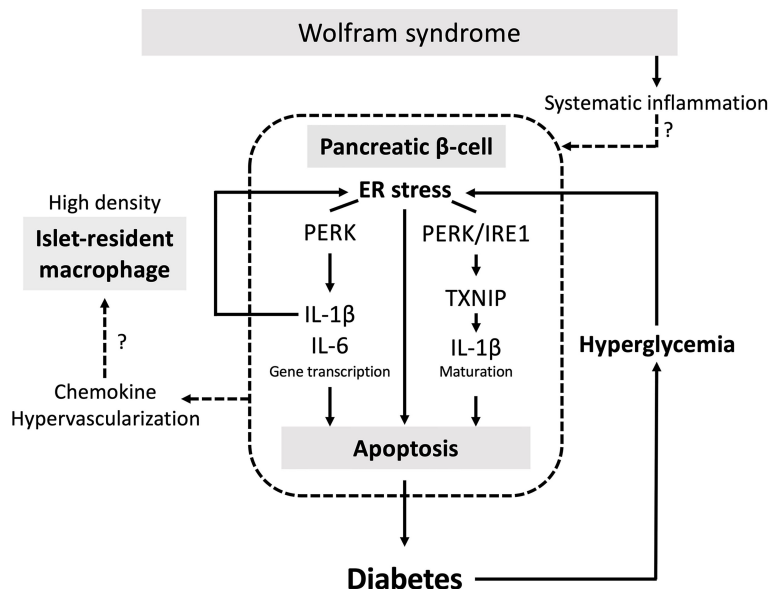 Wolfram syndrome
Systematic inflammation
?
Pancreatic β-cell
ER stress
High density
Islet-resident
macrophage
PERK
PERK/IRE1
TXNIP
IL-1β
IL-6
Gene transcription
IL-1β
Maturation
Hyperglycemia
?
Chemokine
Hypervascularization
Apoptosis
Diabetes